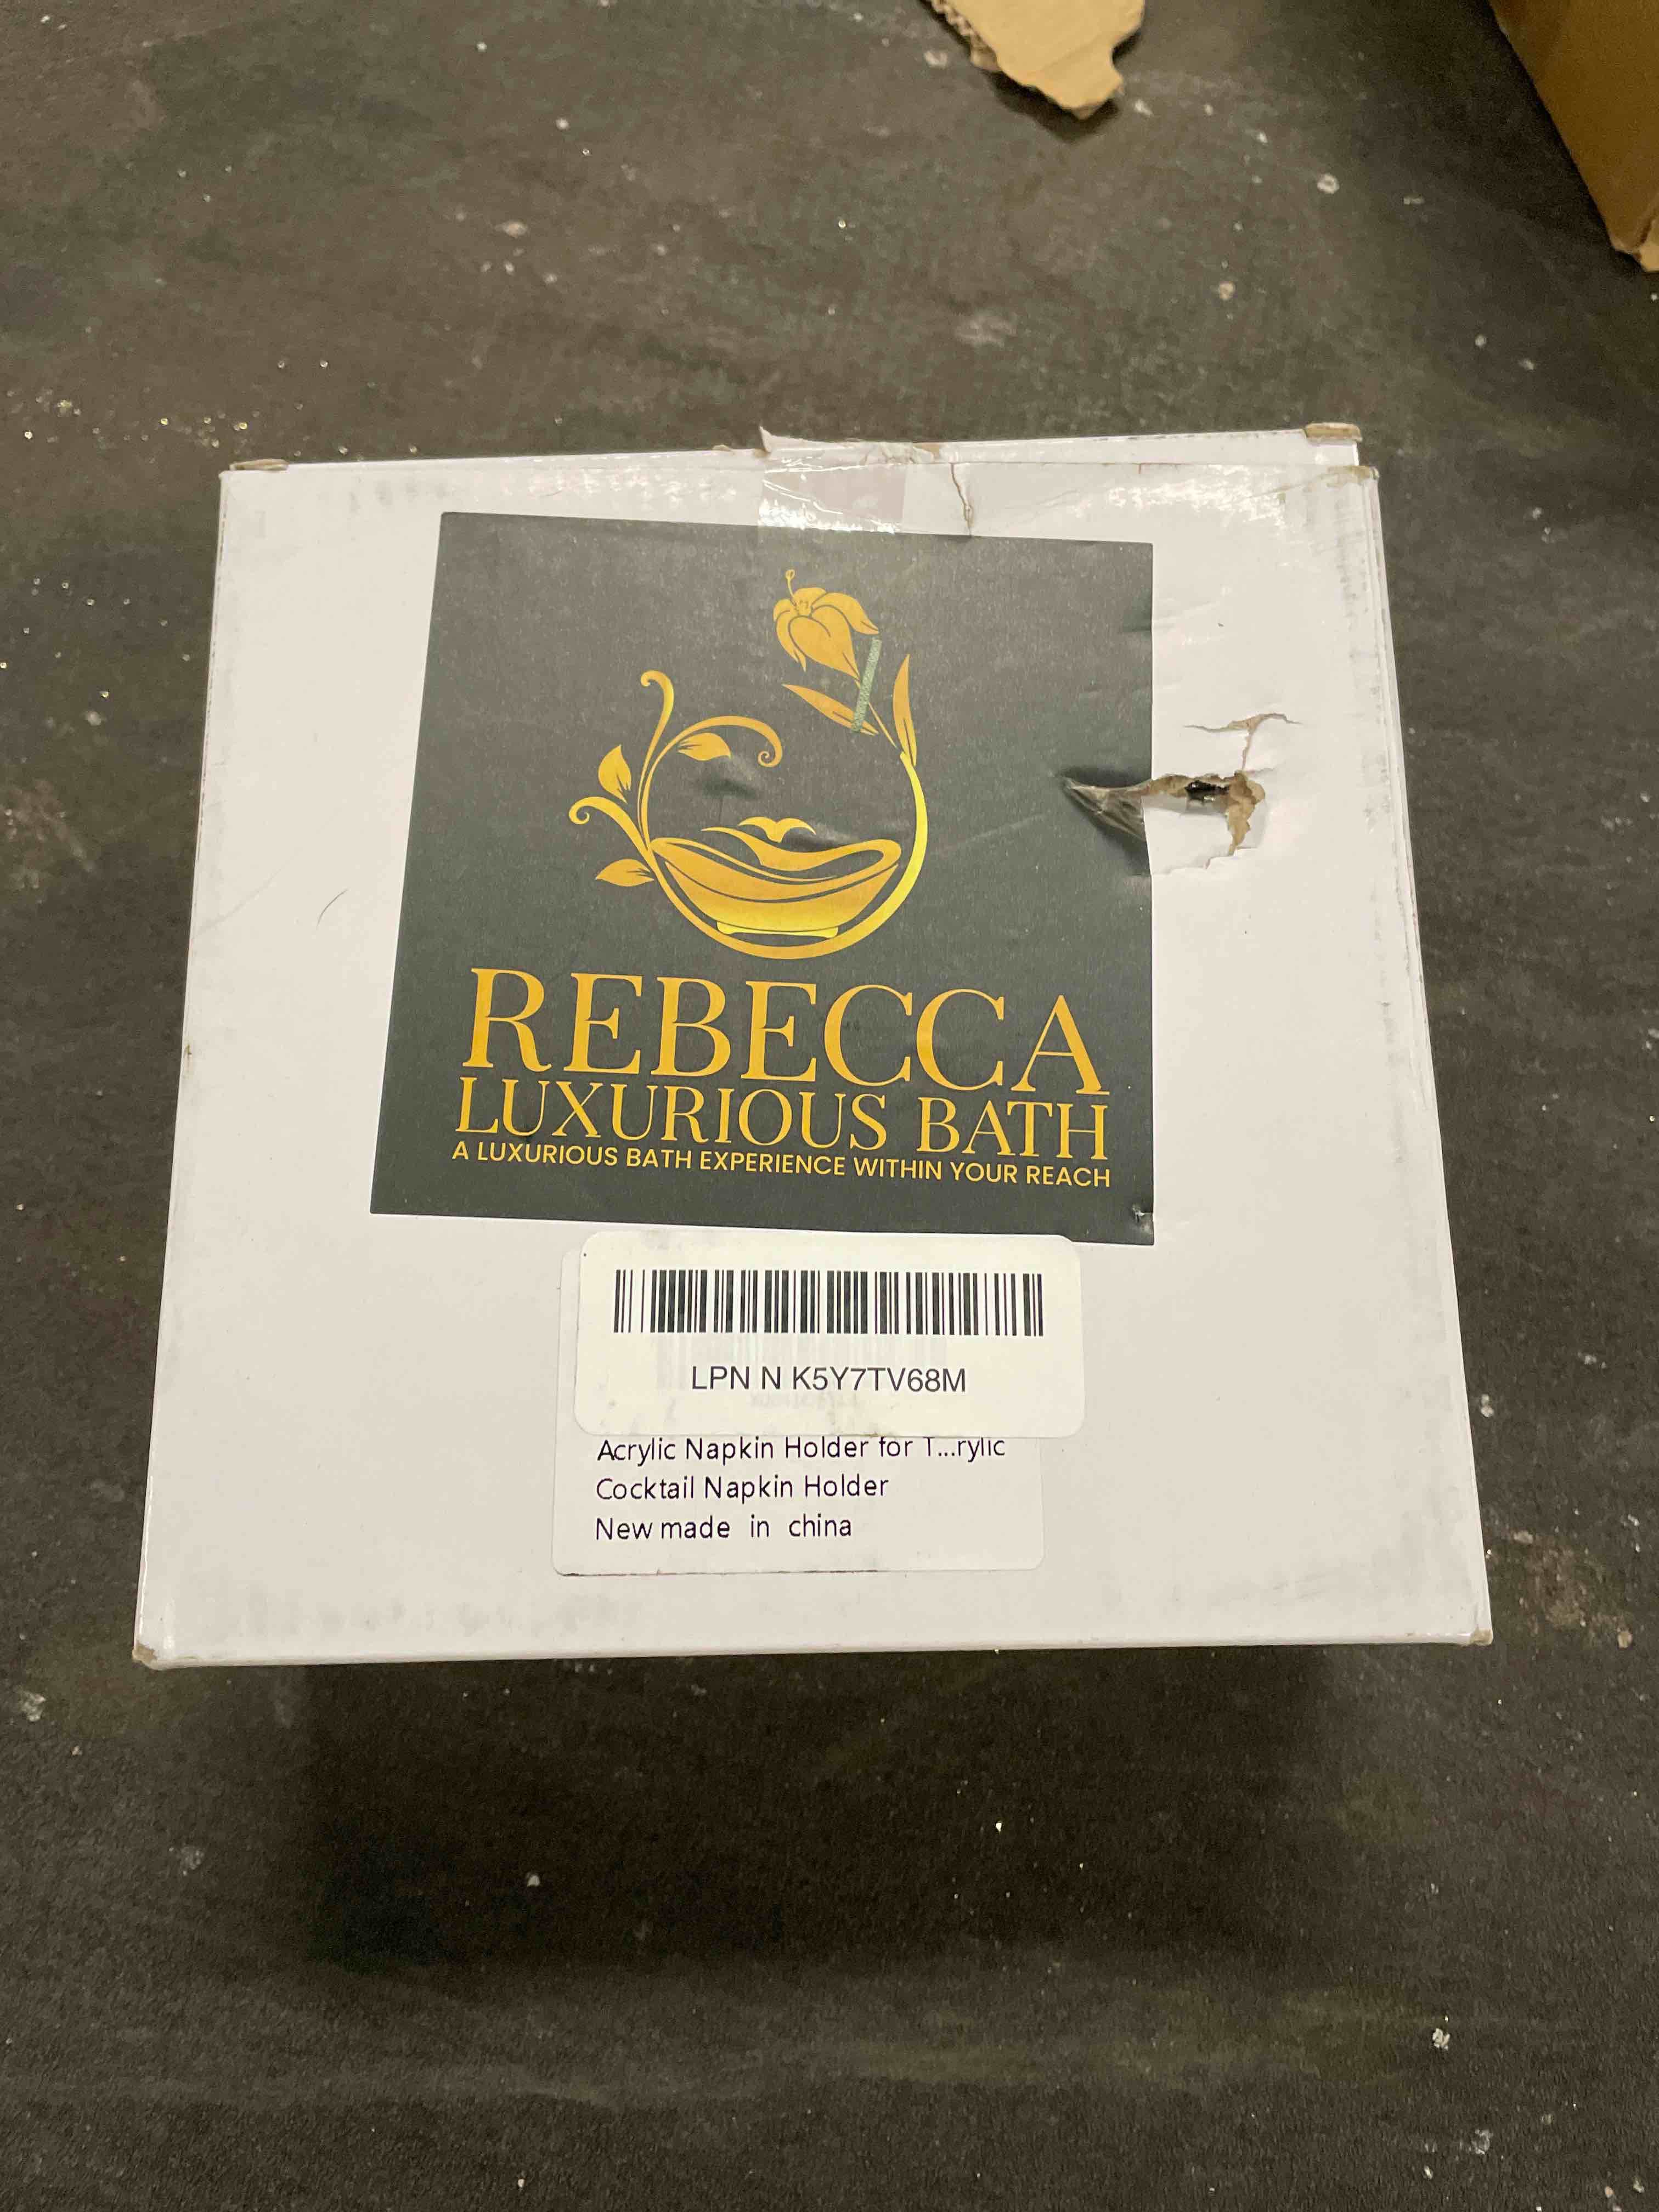 REBECCA
LUXURIOUS BATH
A LUXURIOUS BATH EXPERIENCE WITHIN YOUR REACH
LPN N K5Y7TV68M
Acrylic Napkin Holder for T...rylic
Cocktail Napkin Holder
New made in china